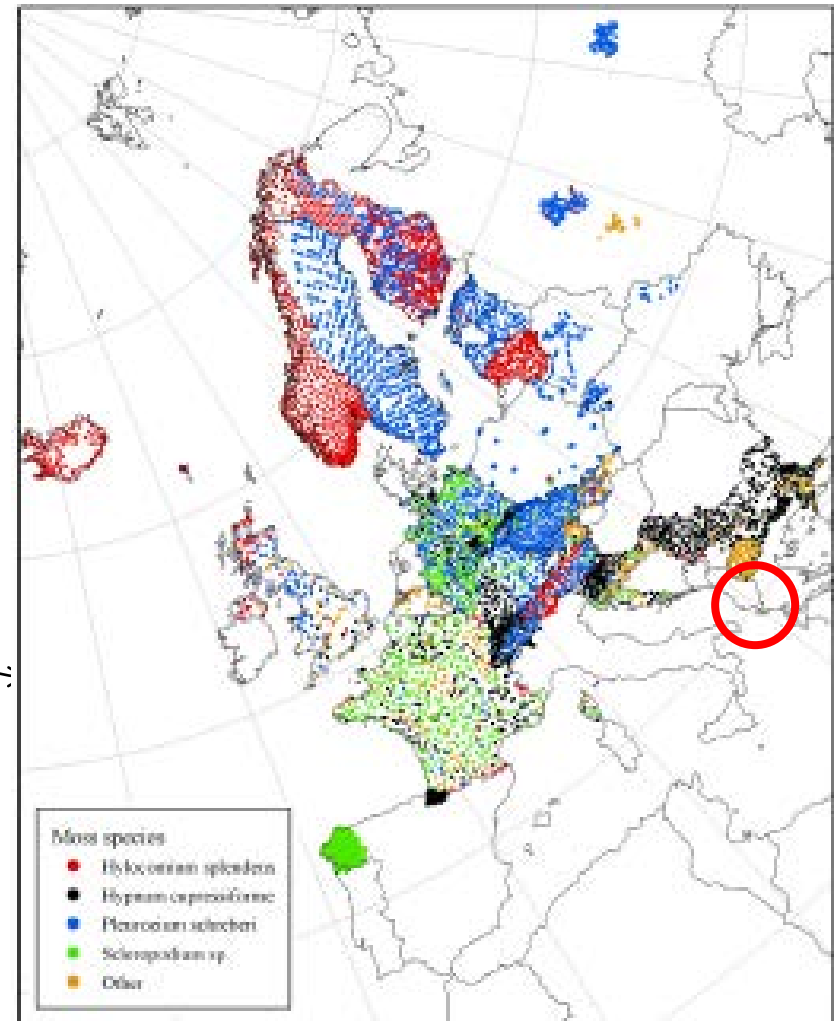 Moss species
Hylocomium splendens
Hypnum cupressiforme
Pleurozium schreberi
Scleropodium sp.
Other